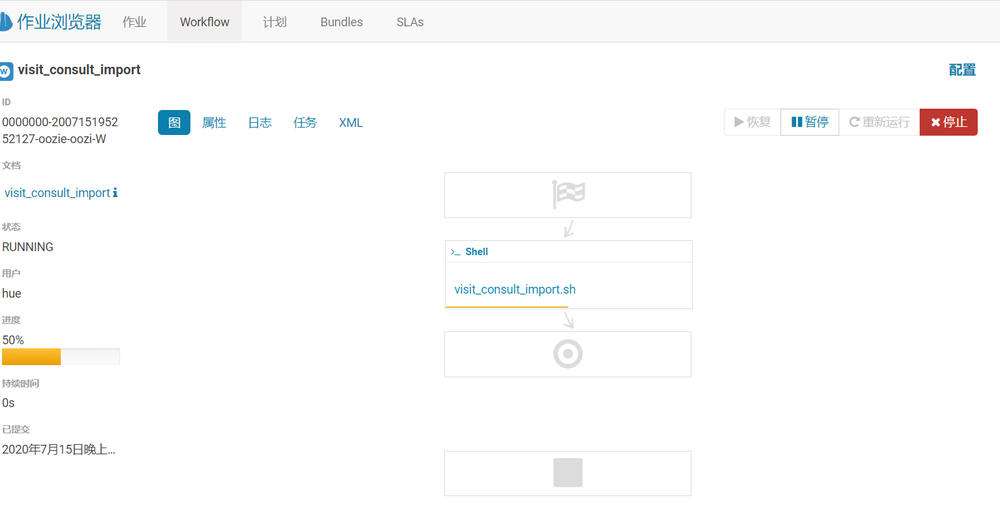 作业浏览器 作业 Workflow 计划 Bundles SLAs
visit_consult_import 配置
ID
0000000-2007151952
52127-oozie-oozi-W
图 属性 日志 任务 XML
恢复 暂停 重新运行 停止
文档
visit_consult_import
状态
RUNNING
用户
hue
进度
50%
持续时间
0s
已提交
2020年7月15日晚上...
>_ Shell
visit_consult_import.sh